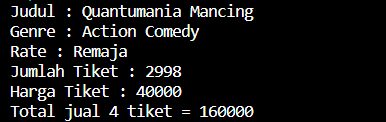 Judul : Quantumania Mancing
Genre : Action Comedy
Rate : Remaja
Jumlah Tiket : 2998
Harga Tiket : 40000
Total jual 4 tiket = 160000